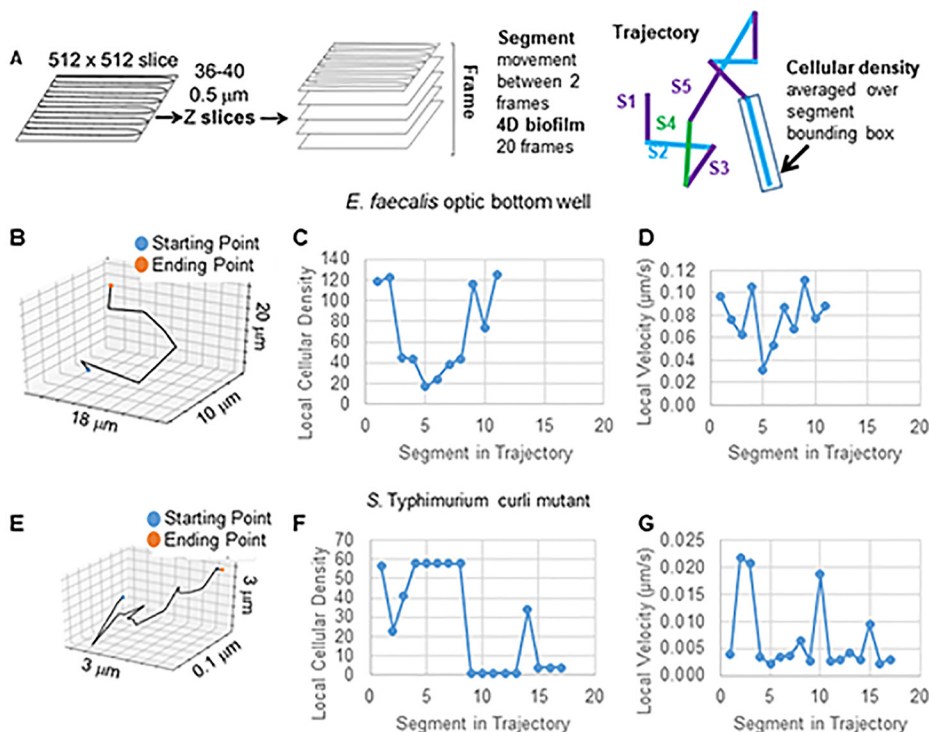 A
512 x 512 slice
36-40
0.5 μm
Z slices
Frame
Segment
movement
between 2
frames
4D biofilm
20 frames
Trajectory
S1
S2
S3
S4
S5
Cellular density
averaged over
segment
bounding box
E. faecalis optic bottom well
B
Starting Point
Ending Point
20 μm
10 μm
18 μm
C
Local Cellular Density
140
120
100
80
60
40
20
0
0 5 10 15 20
Segment in Trajectory
D
Local Velocity (μm/s)
0.12
0.10
0.08
0.06
0.04
0.02
0.00
0 5 10 15 20
Segment in Trajectory
S. Typhimurium curli mutant
E
Starting Point
Ending Point
3 μm
0.1 μm
3 μm
F
Local Cellular Density
70
60
50
40
30
20
10
0
0 5 10 15 20
Segment in Trajectory
G
Local Velocity (μm/s)
0.025
0.020
0.015
0.010
0.005
0.000
0 5 10 15 20
Segment in Trajectory